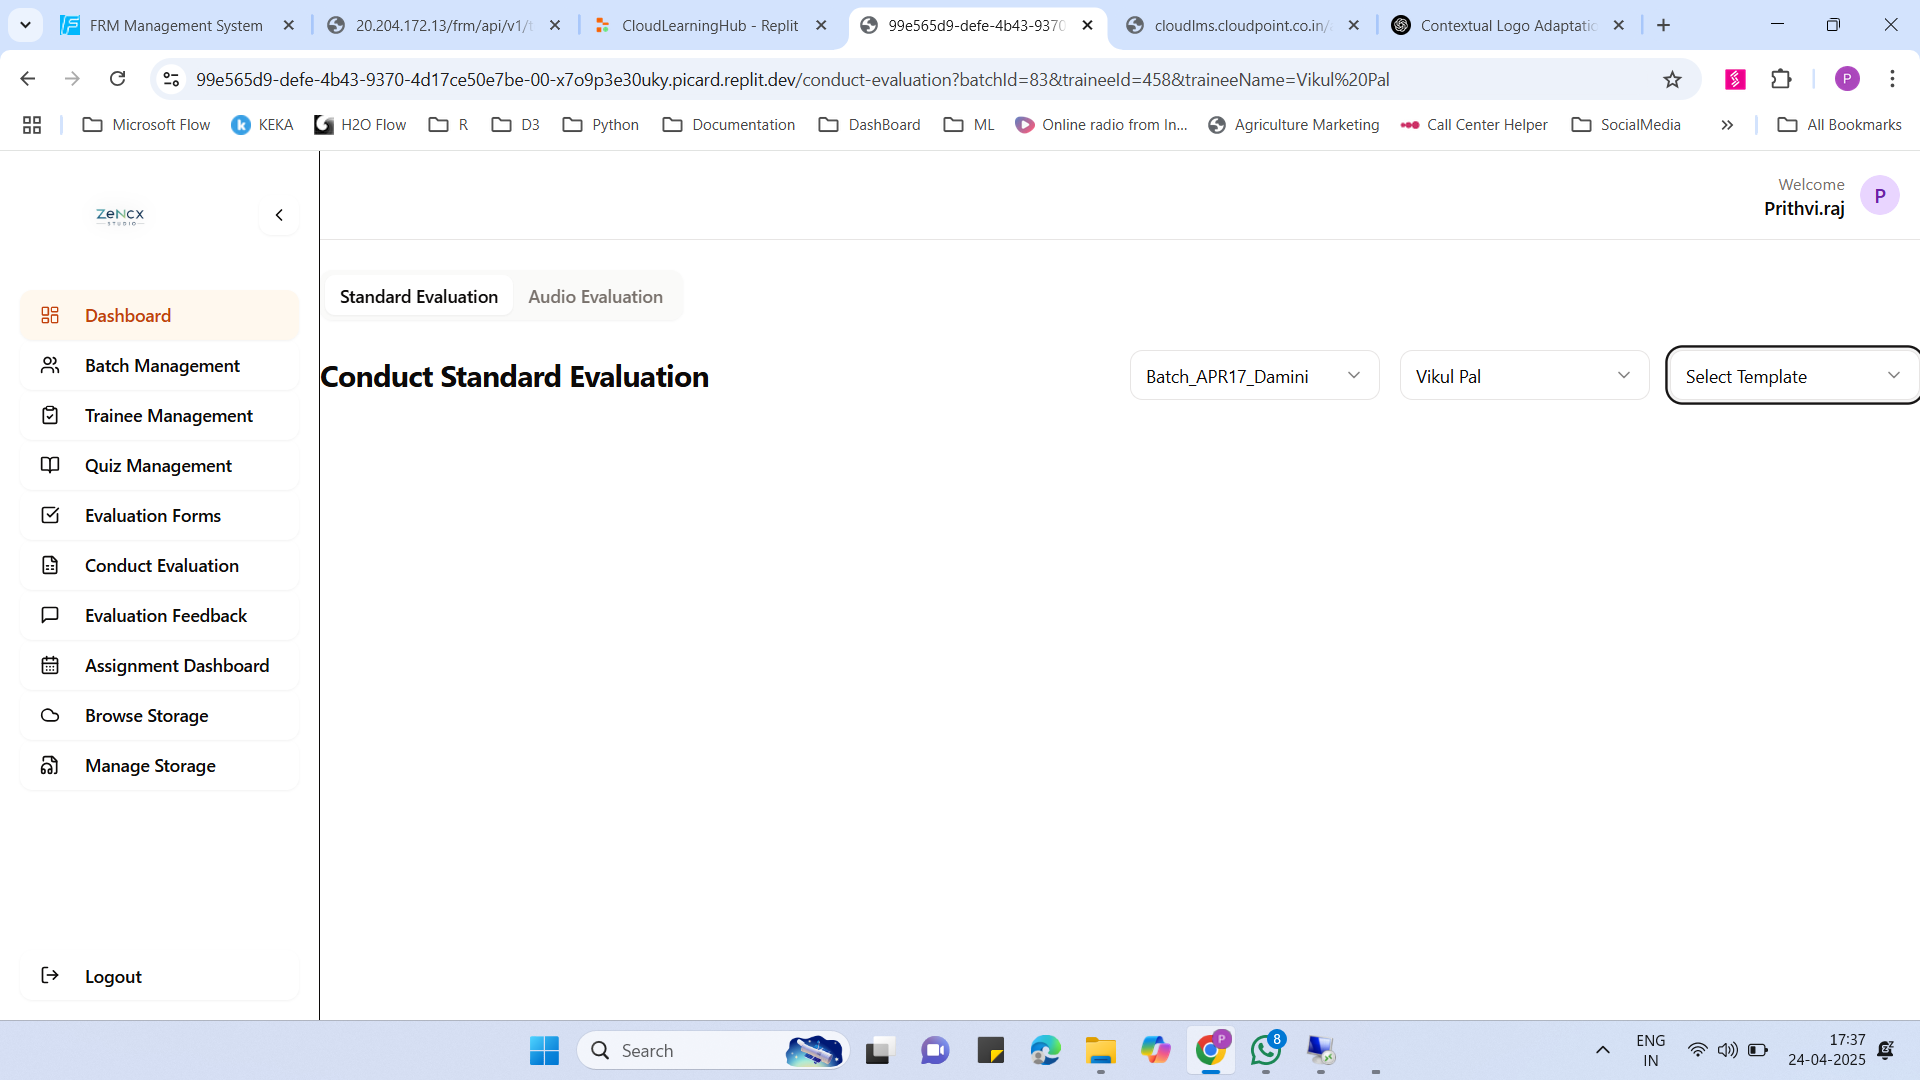 FRM Management System
20.204.172.13/frm/api/v1/t
CloudLearningHub - Replit
99e565d9-defe-4b43-9370
cloudlms.cloudpoint.co.in/a
Contextual Logo Adaptatio
99e565d9-defe-4b43-9370-4d17ce50e7be-00-x7o9p3e30uky.picard.replit.dev/conduct-evaluation?batchId=83&traineeId=458&traineeName=Vikul%20Pal
P
Microsoft Flow
KEKA
H2O Flow
R
D3
Python
Documentation
DashBoard
ML
Online radio from In...
Agriculture Marketing
Call Center Helper
SocialMedia
All Bookmarks
ZeNcx
STUDIO
Welcome
Prithvi.raj
P
Standard Evaluation
Audio Evaluation
Conduct Standard Evaluation
Batch_APR17_Damini
Vikul Pal
Select Template
Dashboard
Batch Management
Trainee Management
Quiz Management
Evaluation Forms
Conduct Evaluation
Evaluation Feedback
Assignment Dashboard
Browse Storage
Manage Storage
Logout
Search
P
8
ENG
IN
17:37
24-04-2025